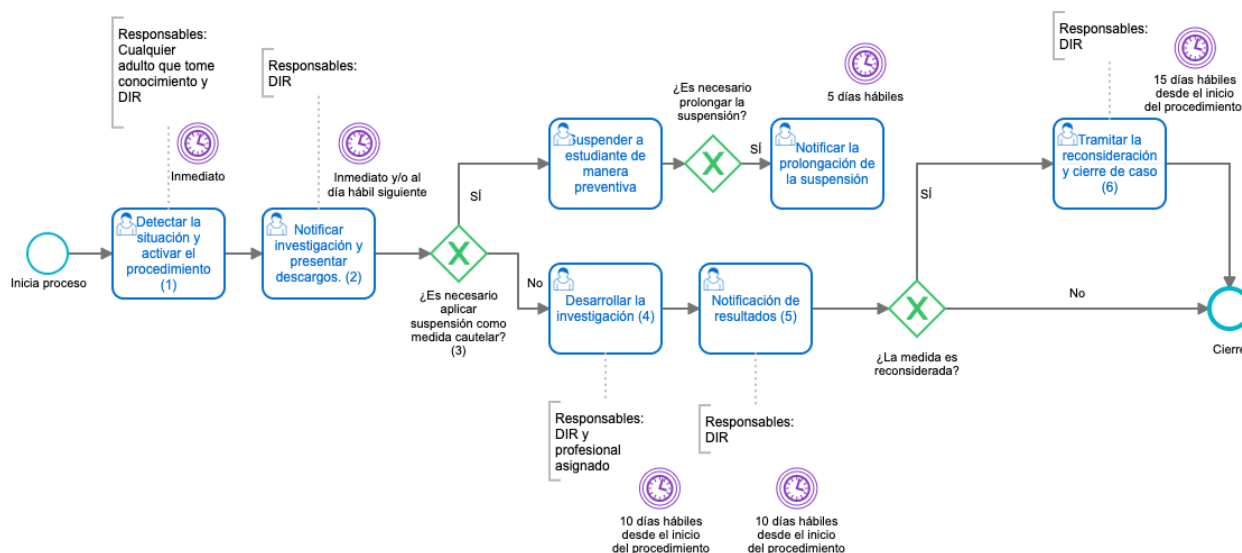 Responsables:
Cualquier
adulto que tome
conocimiento y
DIR
Inmediato
Responsables:
DIR
Inmediato y/o al
día hábil siguiente
¿Es necesario
prolongar la
suspensión?
5 días hábiles
Responsables:
DIR
15 días hábiles
desde el inicio
del procedimiento
Inicia proceso
Detectar la
situación y
activar el
procedimiento
(1)
Notificar
investigación y
presentar
descargos. (2)
¿Es necesario
aplicar
suspensión como
medida cautelar?
(3)
SÍ
Suspender a
estudiante de
manera
preventiva
SÍ
Notificar la
prolongación de
la suspensión
No
Desarrollar la
investigación (4)
Notificación de
resultados (5)
¿La medida es
reconsiderada?
SÍ
Tramitar la
reconsideración
y cierre de caso
(6)
No
Cierre
Responsables:
DIR y
profesional
asignado
10 días hábiles
desde el inicio
del procedimiento
Responsables:
DIR
10 días hábiles
desde el inicio
del procedimiento